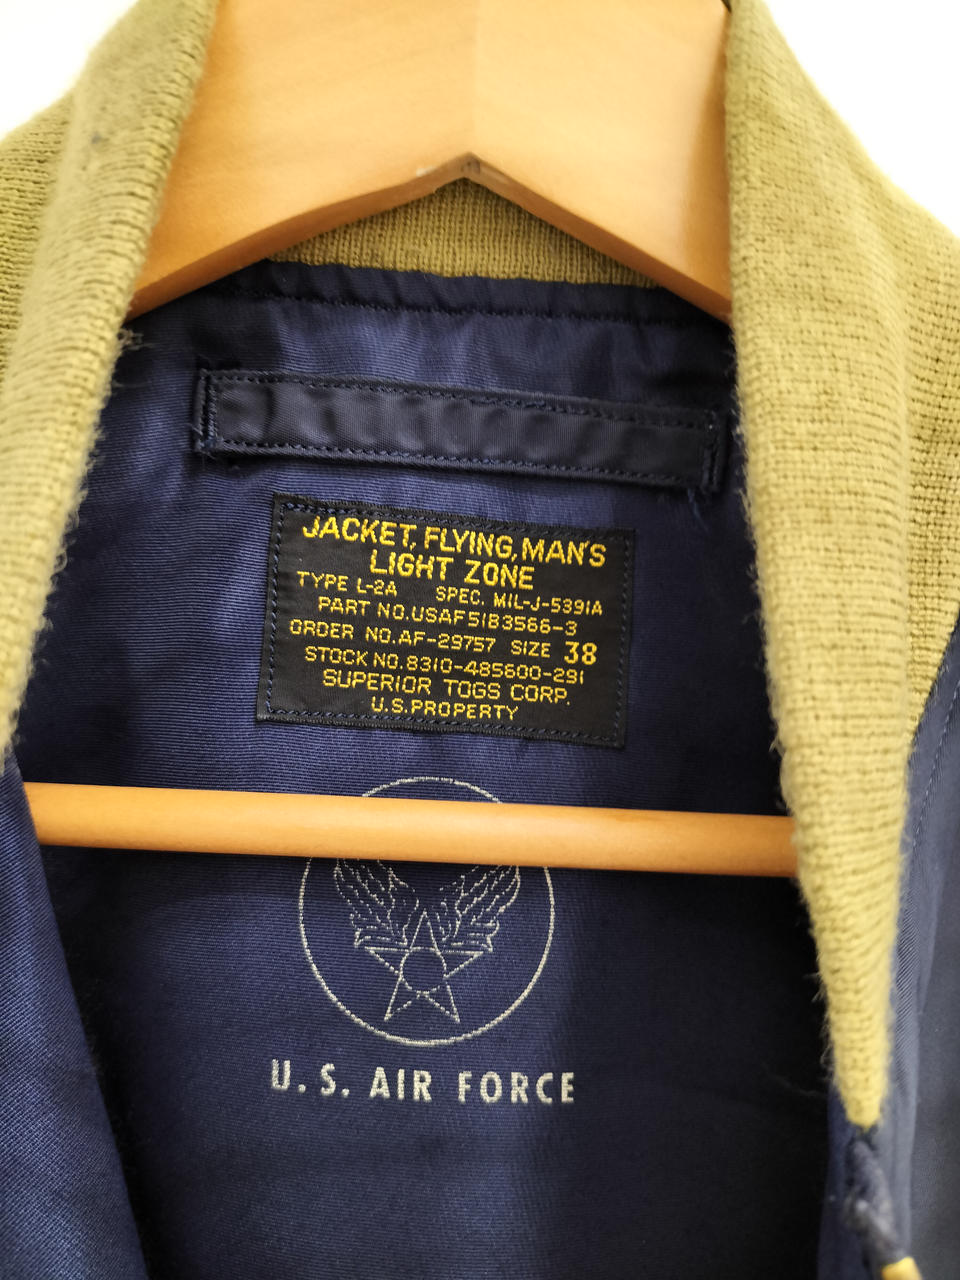 JACKET, FLYING, MAN'S
LIGHT ZONE
TYPE L-2A SPEC. MIL-J-5391A
PART NO.USAF51B3566-3
ORDER NO.AF-29757 SIZE 38
STOCK NO.8310-485600-291
SUPERIOR TOGS CORP.
U.S.PROPERTY
U.S. AIR FORCE